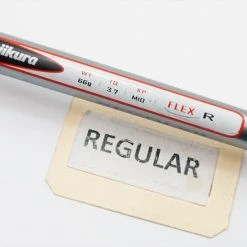 jikura
WT TQ KP
66g 3.7 MID
FLEX R
REGULAR